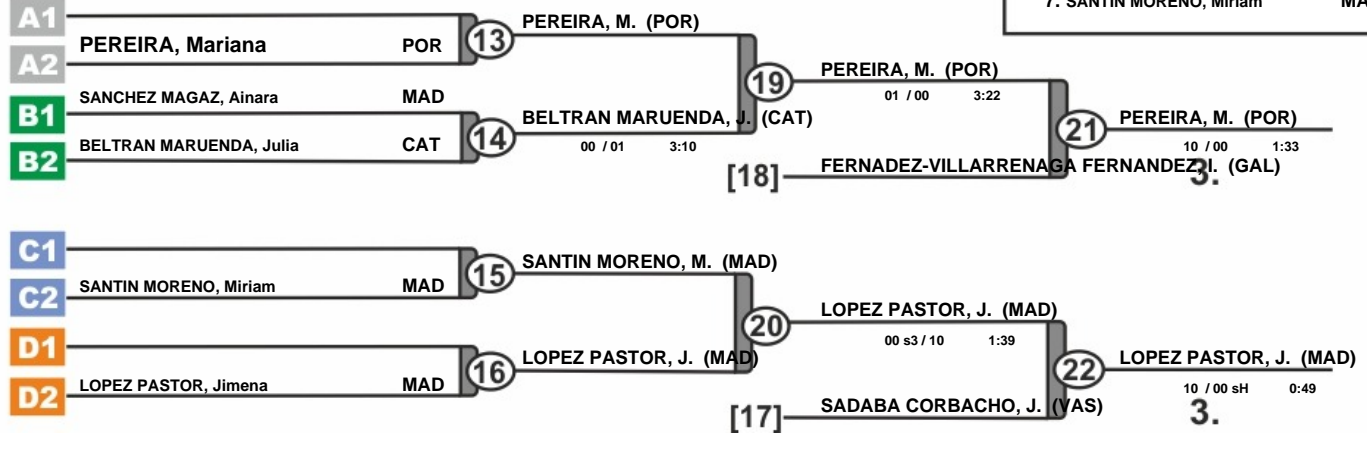 7. SANTIN MORENO, Miriam MA
A1
PEREIRA, Mariana POR
A2
13
PEREIRA, M. (POR)
19
PEREIRA, M. (POR)
01 / 00 3:22
SANCHEZ MAGAZ, Ainara MAD
B1
BELTRAN MARUENDA, Julia CAT
B2
14
BELTRAN MARUENDA, J. (CAT)
00 / 01 3:10
21
PEREIRA, M. (POR)
10 / 00 1:33
[18]
FERNADEZ-VILLARRENAGA FERNANDEZ, I. (GAL)
3.
C1
SANTIN MORENO, Miriam MAD
C2
15
SANTIN MORENO, M. (MAD)
20
LOPEZ PASTOR, J. (MAD)
00 s3 / 10 1:39
D1
LOPEZ PASTOR, Jimena MAD
D2
16
LOPEZ PASTOR, J. (MAD)
22
LOPEZ PASTOR, J. (MAD)
10 / 00 sH 0:49
[17]
SADABA CORBACHO, J. (VAS)
3.